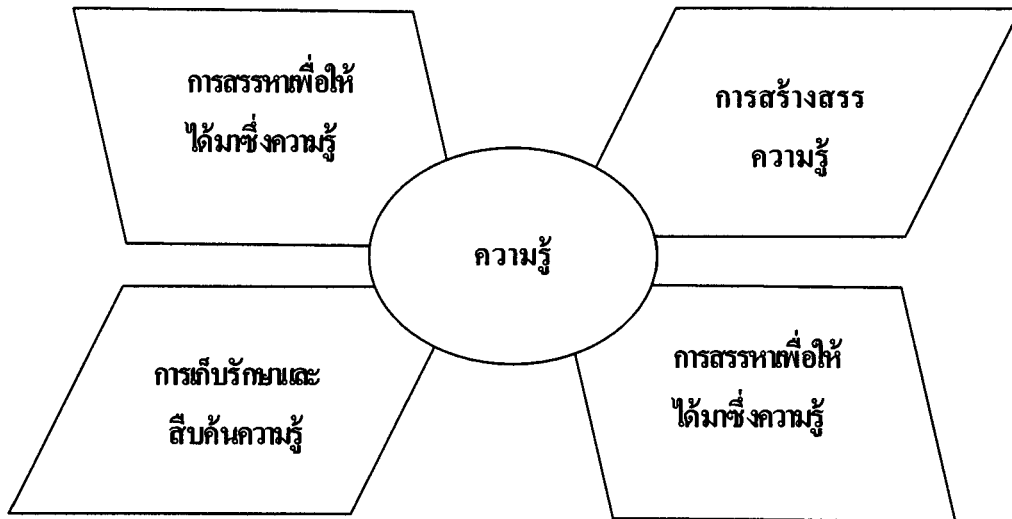 การสรรหาเพื่อให้
ได้มาซึ่งความรู้
การสร้างสรร
ความรู้
ความรู้
การเก็บรักษาและ
สืบค้นความรู้
การสรรหาเพื่อให้
ได้มาซึ่งความรู้